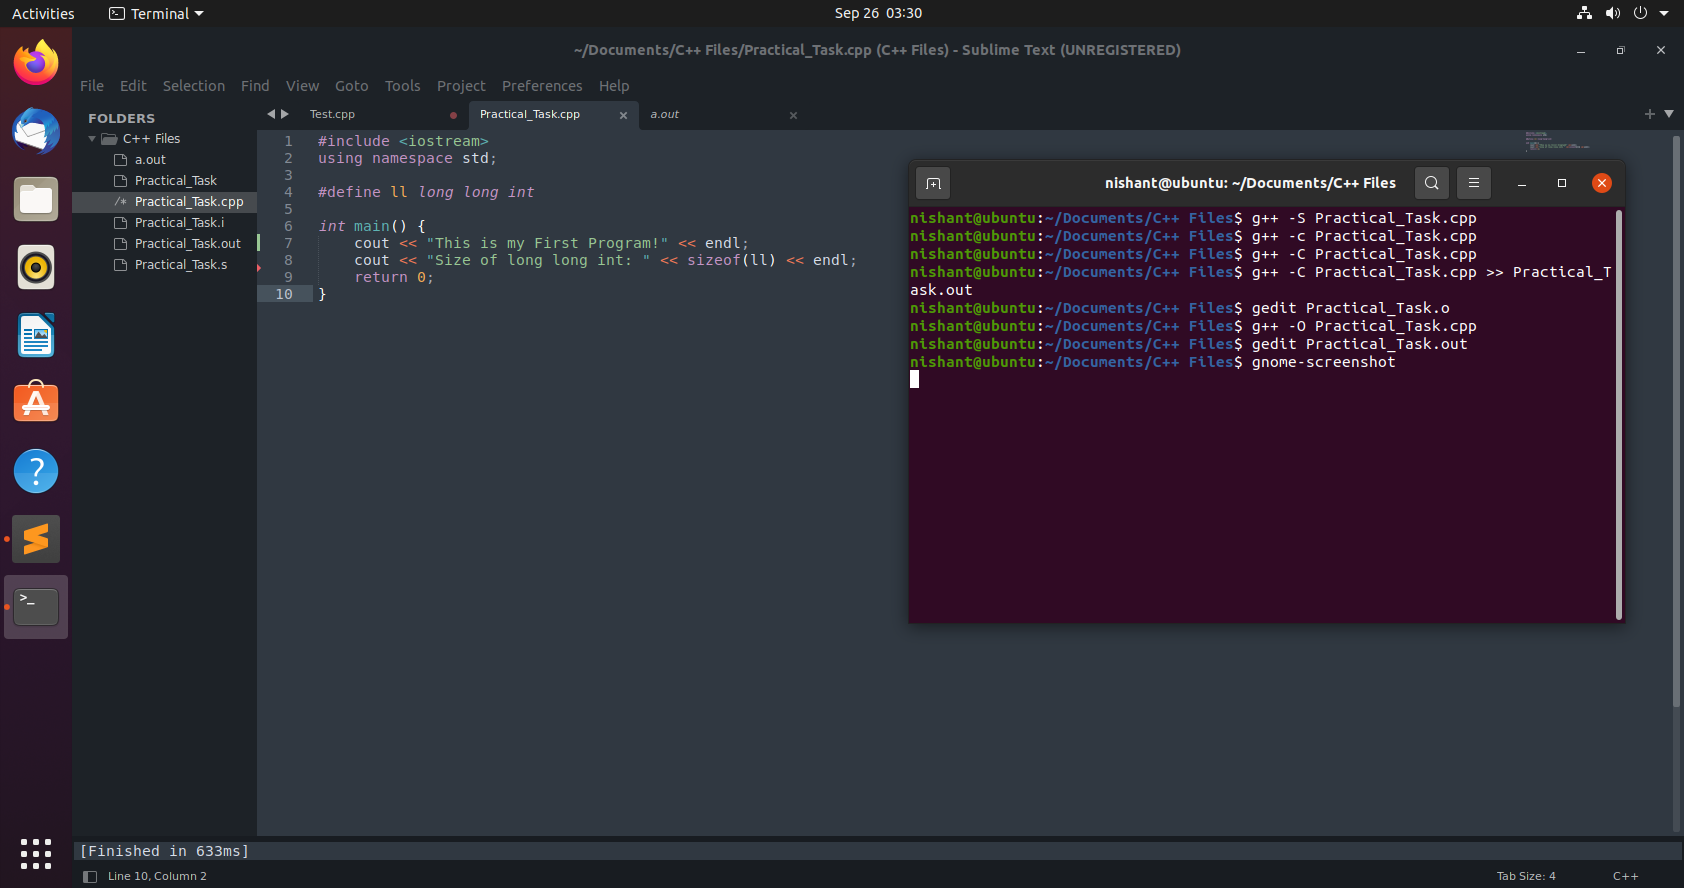 Activities
Terminal
Sep 26 03:30
~/Documents/C++ Files/Practical_Task.cpp (C++ Files) - Sublime Text (UNREGISTERED)
File Edit Selection Find View Goto Tools Project Preferences Help
FOLDERS
C++ Files
a.out
Practical_Task
/* Practical_Task.cpp
Practical_Task.i
Practical_Task.out
Practical_Task.s
Test.cpp
Practical_Task.cpp
a.out
1 #include <iostream>
2 using namespace std;
3
4 #define ll long long int
5
6 int main() {
7 cout << "This is my First Program!" << endl;
8 cout << "Size of long long int: " << sizeof(ll) << endl;
9 return 0;
10 }
nishant@ubuntu: ~/Documents/C++ Files
nishant@ubuntu:~/Documents/C++ Files$ g++ -S Practical_Task.cpp
nishant@ubuntu:~/Documents/C++ Files$ g++ -c Practical_Task.cpp
nishant@ubuntu:~/Documents/C++ Files$ g++ -C Practical_Task.cpp
nishant@ubuntu:~/Documents/C++ Files$ g++ -C Practical_Task.cpp >> Practical_T
ask.out
nishant@ubuntu:~/Documents/C++ Files$ gedit Practical_Task.o
nishant@ubuntu:~/Documents/C++ Files$ g++ -O Practical_Task.cpp
nishant@ubuntu:~/Documents/C++ Files$ gedit Practical_Task.out
nishant@ubuntu:~/Documents/C++ Files$ gnome-screenshot
[Finished in 633ms]
Line 10, Column 2
Tab Size: 4
C++